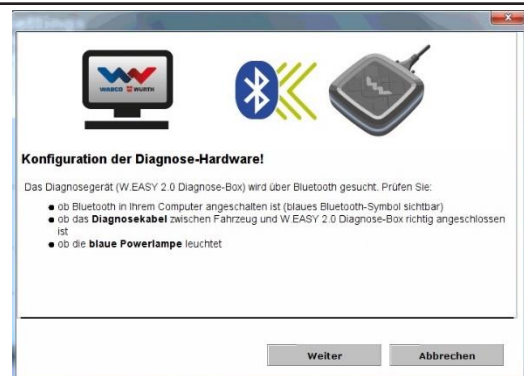 WABCO WURTH
Konfiguration der Diagnose-Hardware!
Das Diagnosegerät (W.EASY 2.0 Diagnose-Box) wird über Bluetooth gesucht. Prüfen Sie:
● ob Bluetooth in Ihrem Computer angeschalten ist (blaues Bluetooth-Symbol sichtbar)
● ob das Diagnosekabel zwischen Fahrzeug und W.EASY 2.0 Diagnose-Box richtig angeschlossen
ist
● ob die blaue Powerlampe leuchtet
Weiter Abbrechen